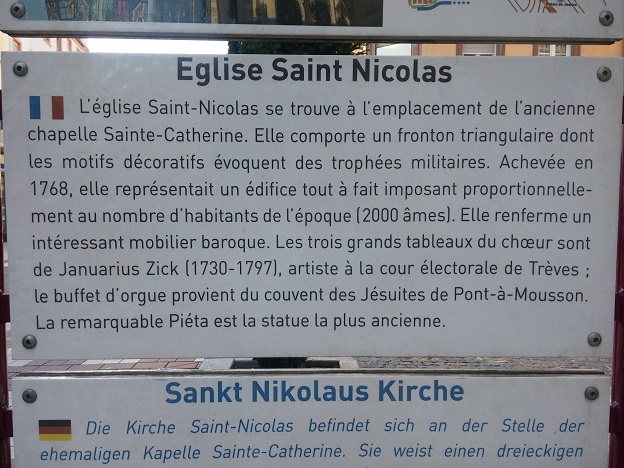 Eglise Saint Nicolas
L'église Saint-Nicolas se trouve à l'emplacement de l'ancienne
chapelle Sainte-Catherine. Elle comporte un fronton triangulaire dont
les motifs décoratifs évoquent des trophées militaires. Achevée en
1768, elle représentait un édifice tout à fait imposant proportionnelle-
ment au nombre d'habitants de l'époque (2000 âmes). Elle renferme un
intéressant mobilier baroque. Les trois grands tableaux du chœur sont
de Januarius Zick (1730-1797), artiste à la cour électorale de Trèves ;
le buffet d'orgue provient du couvent des Jésuites de Pont-à-Mousson.
La remarquable Piéta est la statue la plus ancienne.
Sankt Nikolaus Kirche
Die Kirche Saint-Nicolas befindet sich an der Stelle der
ehemaligen Kapelle Sainte-Catherine. Sie weist einen dreieckigen